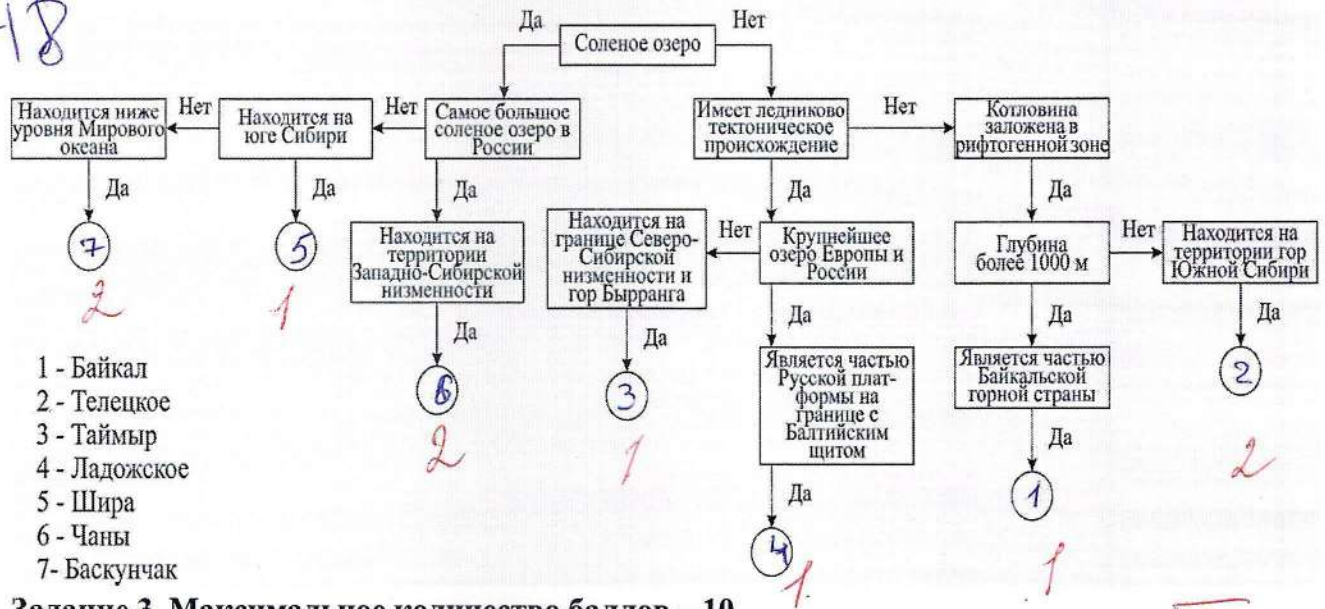 Да
Нет
Соленое озеро
Находится ниже
уровня Мирового
океана
Нет
Находится на
юге Сибири
Нет
Самое большое
соленое озеро в
России
Имеет ледниково
тектоническое
происхождение
Нет
Котловина
заложена в
рифтогенной зоне
Да
Да
Да
Да
Да
7
5
Находится на
территории
Западно-Сибирской
низменности
Находится на
границе Северо-
Сибирской
низменности и
гор Бырранга
Нет
Крупнейшее
озеро Европы и
России
Глубина
более 1000 м
Нет
Находится на
территории гор
Южной Сибири
2
1
Да
Да
Да
Да
Да
6
3
Является частью
Русской плат-
формы на
границе с
Балтийским
щитом
Является частью
Байкальской
горной страны
2
2
1
2
Да
Да
4
1
1
1
1 - Байкал
2 - Телецкое
3 - Таймыр
4 - Ладожское
5 - Шира
6 - Чаны
7- Баскунчак
Задание 3. Максимальное количество баллов – 10